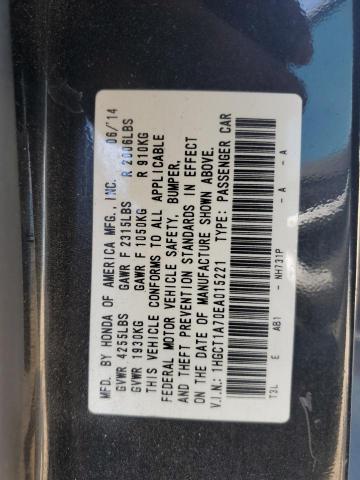 MFD. BY HONDA OF AMERICA MFG., INC. 06/'14
GVWR 4255LBS GAWR F 2315LBS R 2006LBS
GVWR 1930KG GAWR F 1050KG R 910KG
THIS VEHICLE CONFORMS TO ALL APPLICABLE
FEDERAL MOTOR VEHICLE SAFETY, BUMPER,
AND THEFT PREVENTION STANDARDS IN EFFECT
ON THE DATE OF MANUFACTURE SHOWN ABOVE.
V.I.N.: 1HGCT1A70EA015221 TYPE: PASSENGER CAR
T3L E AB1 - NH731P - A - A